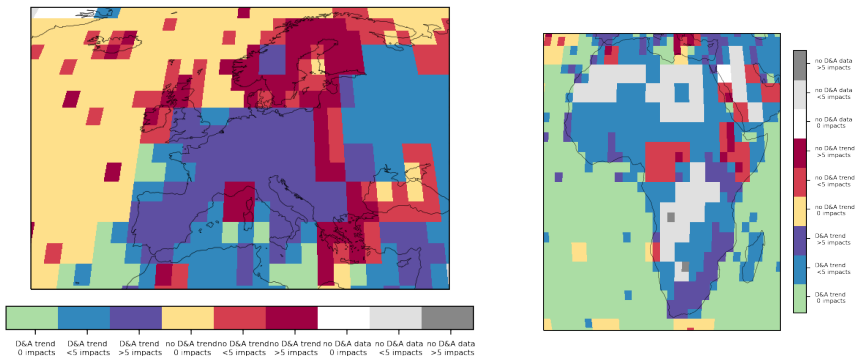 D&A trend D&A trend D&A trend no D&A trend no D&A trend no D&A trend no D&A data no D&A data no D&A data
0 impacts <5 impacts >5 impacts 0 impacts <5 impacts >5 impacts 0 impacts <5 impacts >5 impacts
no D&A data
>5 impacts
no D&A data
<5 impacts
no D&A data
0 impacts
no D&A trend
>5 impacts
no D&A trend
<5 impacts
no D&A trend
0 impacts
D&A trend
>5 impacts
D&A trend
<5 impacts
D&A trend
0 impacts